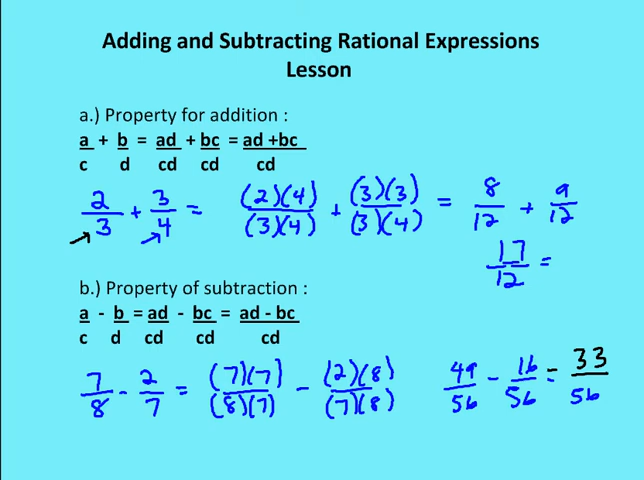 Adding and Subtracting Rational Expressions
Lesson
a.) Property for addition :
a + b = ad + bc = ad +bc
c d cd cd cd
2/3 + 3/4 = (2)(4)/(3)(4) + (3)(3)/(3)(4) = 8/12 + 9/12
17/12 =
b.) Property of subtraction :
a - b = ad - bc = ad - bc
c d cd cd cd
7/8 - 2/7 = (7)(7)/(8)(7) - (2)(8)/(7)(8) 49/56 - 16/56 = 33/56